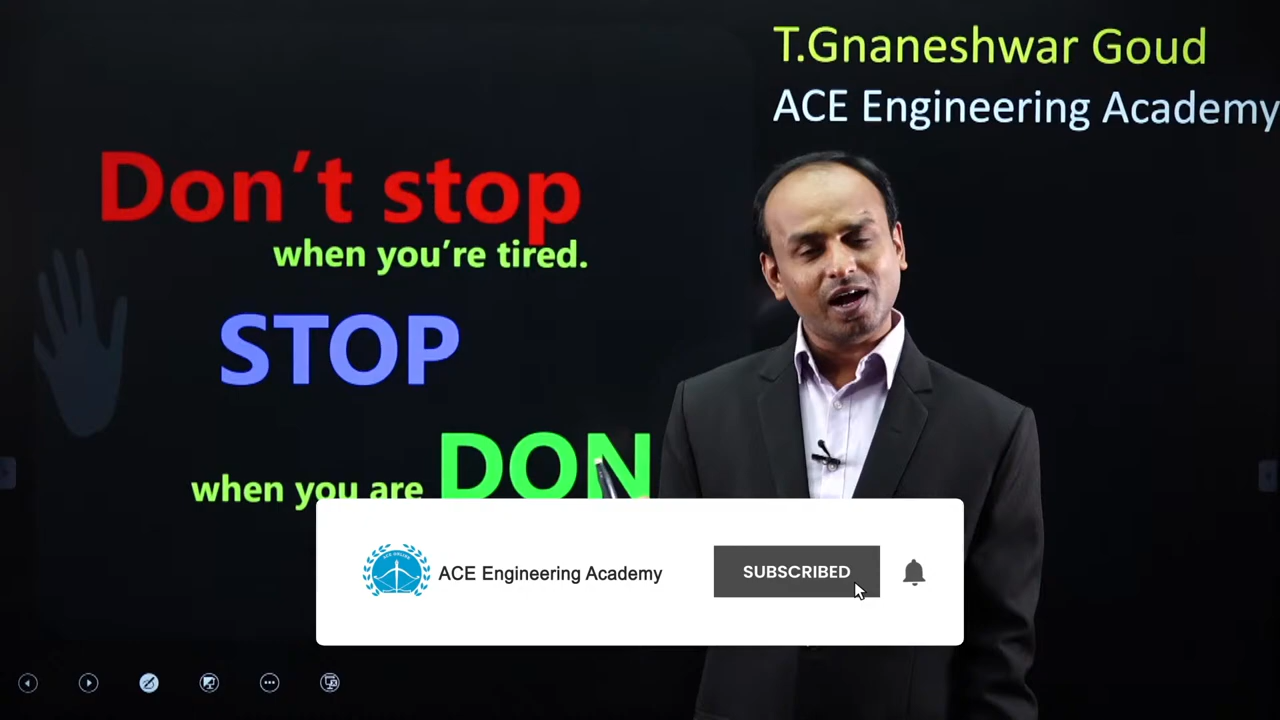 T.Gnaneshwar Goud
ACE Engineering Academy
Don't stop
when you're tired.
STOP
when you are DON
ACE Engineering Academy
SUBSCRIBED